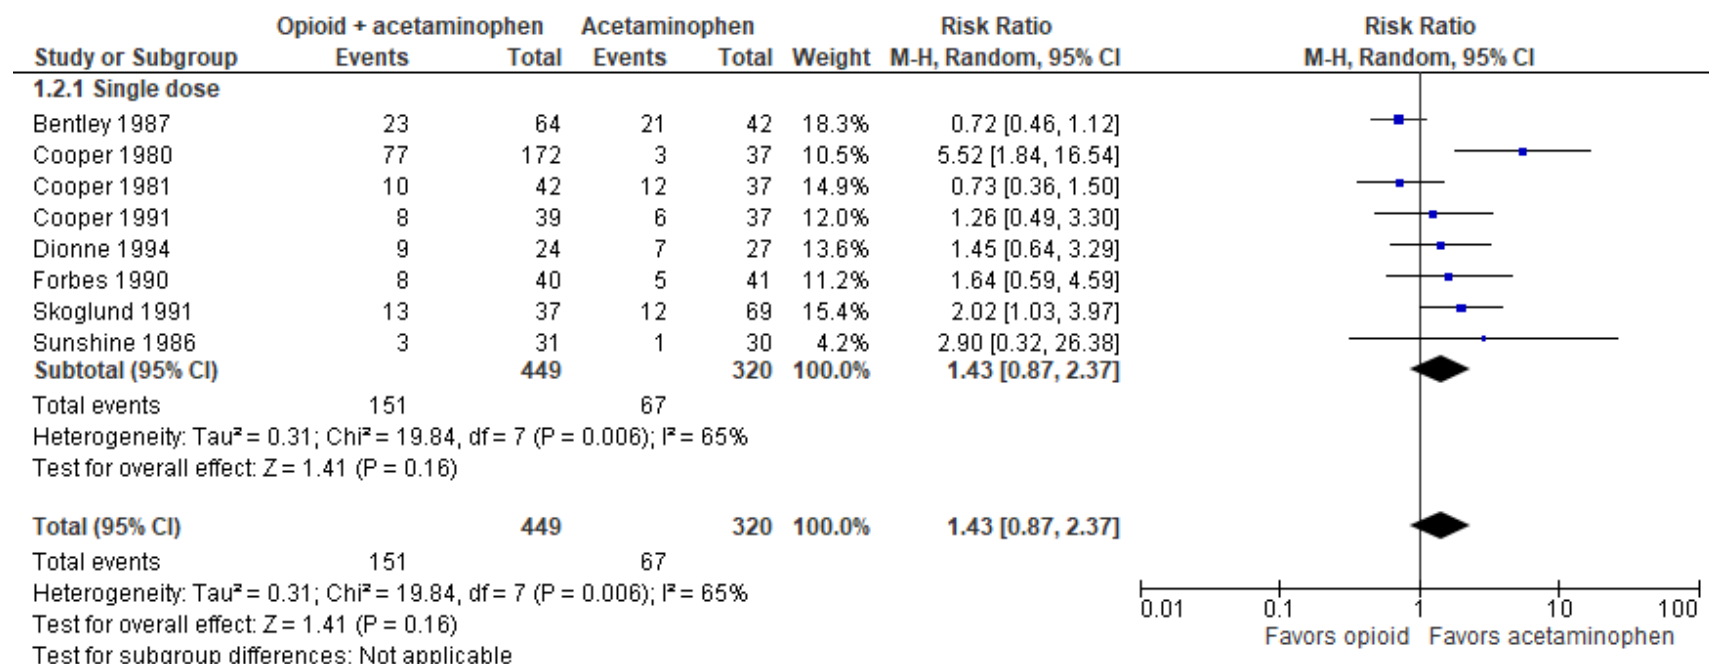 Opioid + acetaminophen Acetaminophen Risk Ratio Risk Ratio
Study or Subgroup Events Total Events Total Weight M-H, Random, 95% CI M-H, Random, 95% CI
1.2.1 Single dose
Bentley 1987 23 64 21 42 18.3% 0.72 [0.46, 1.12]
Cooper 1980 77 172 3 37 10.5% 5.52 [1.84, 16.54]
Cooper 1981 10 42 12 37 14.9% 0.73 [0.36, 1.50]
Cooper 1991 8 39 6 37 12.0% 1.26 [0.49, 3.30]
Dionne 1994 9 24 7 27 13.6% 1.45 [0.64, 3.29]
Forbes 1990 8 40 5 41 11.2% 1.64 [0.59, 4.59]
Skoglund 1991 13 37 12 69 15.4% 2.02 [1.03, 3.97]
Sunshine 1986 3 31 1 30 4.2% 2.90 [0.32, 26.38]
Subtotal (95% CI) 449 320 100.0% 1.43 [0.87, 2.37]
Total events 151 67
Heterogeneity: Tau² = 0.31; Chi² = 19.84, df = 7 (P = 0.006); I² = 65%
Test for overall effect: Z = 1.41 (P = 0.16)
Total (95% CI) 449 320 100.0% 1.43 [0.87, 2.37]
Total events 151 67
Heterogeneity: Tau² = 0.31; Chi² = 19.84, df = 7 (P = 0.006); I² = 65%
Test for overall effect: Z = 1.41 (P = 0.16)
Test for subgroup differences: Not applicable
0.01 0.1 1 10 100
Favors opioid Favors acetaminophen